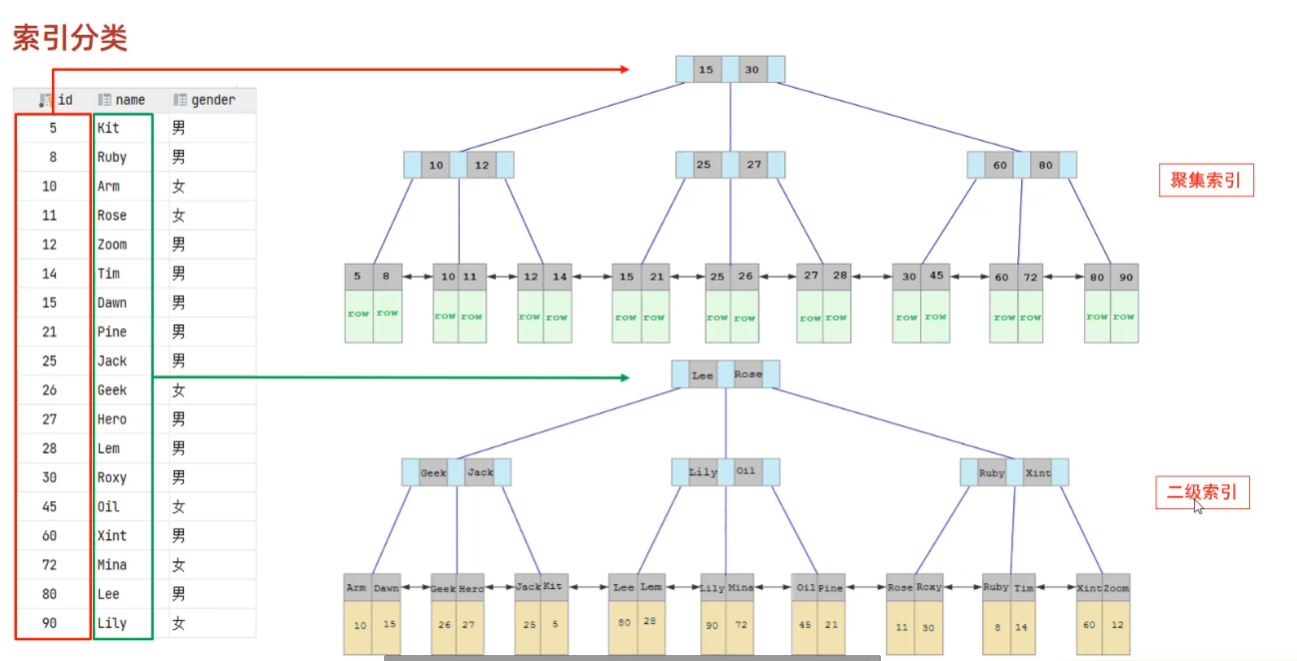 索引分类
id name gender
5 Kit 男
8 Ruby 男
10 Arm 女
11 Rose 女
12 Zoom 男
14 Tim 男
15 Dawn 男
21 Pine 男
25 Jack 男
26 Geek 女
27 Hero 男
28 Lem 男
30 Roxy 男
45 Oil 女
60 Xint 男
72 Mina 女
80 Lee 男
90 Lily 女
15 30
10 12 25 27 60 80
聚集索引
5 8 10 11 12 14 15 21 25 26 27 28 30 45 60 72 80 90
row row row row row row row row row row row row row row row row row row
Lee Rose
Geek Jack Lily Oil Ruby Xint
二级索引
Arm Dawn Geek Hero Jack Kit Lee Lem Lily Mina Oil Pine Rose Roxy Ruby Tim Xint Zoom
10 15 26 27 25 5 80 28 90 72 45 21 11 30 8 14 60 12